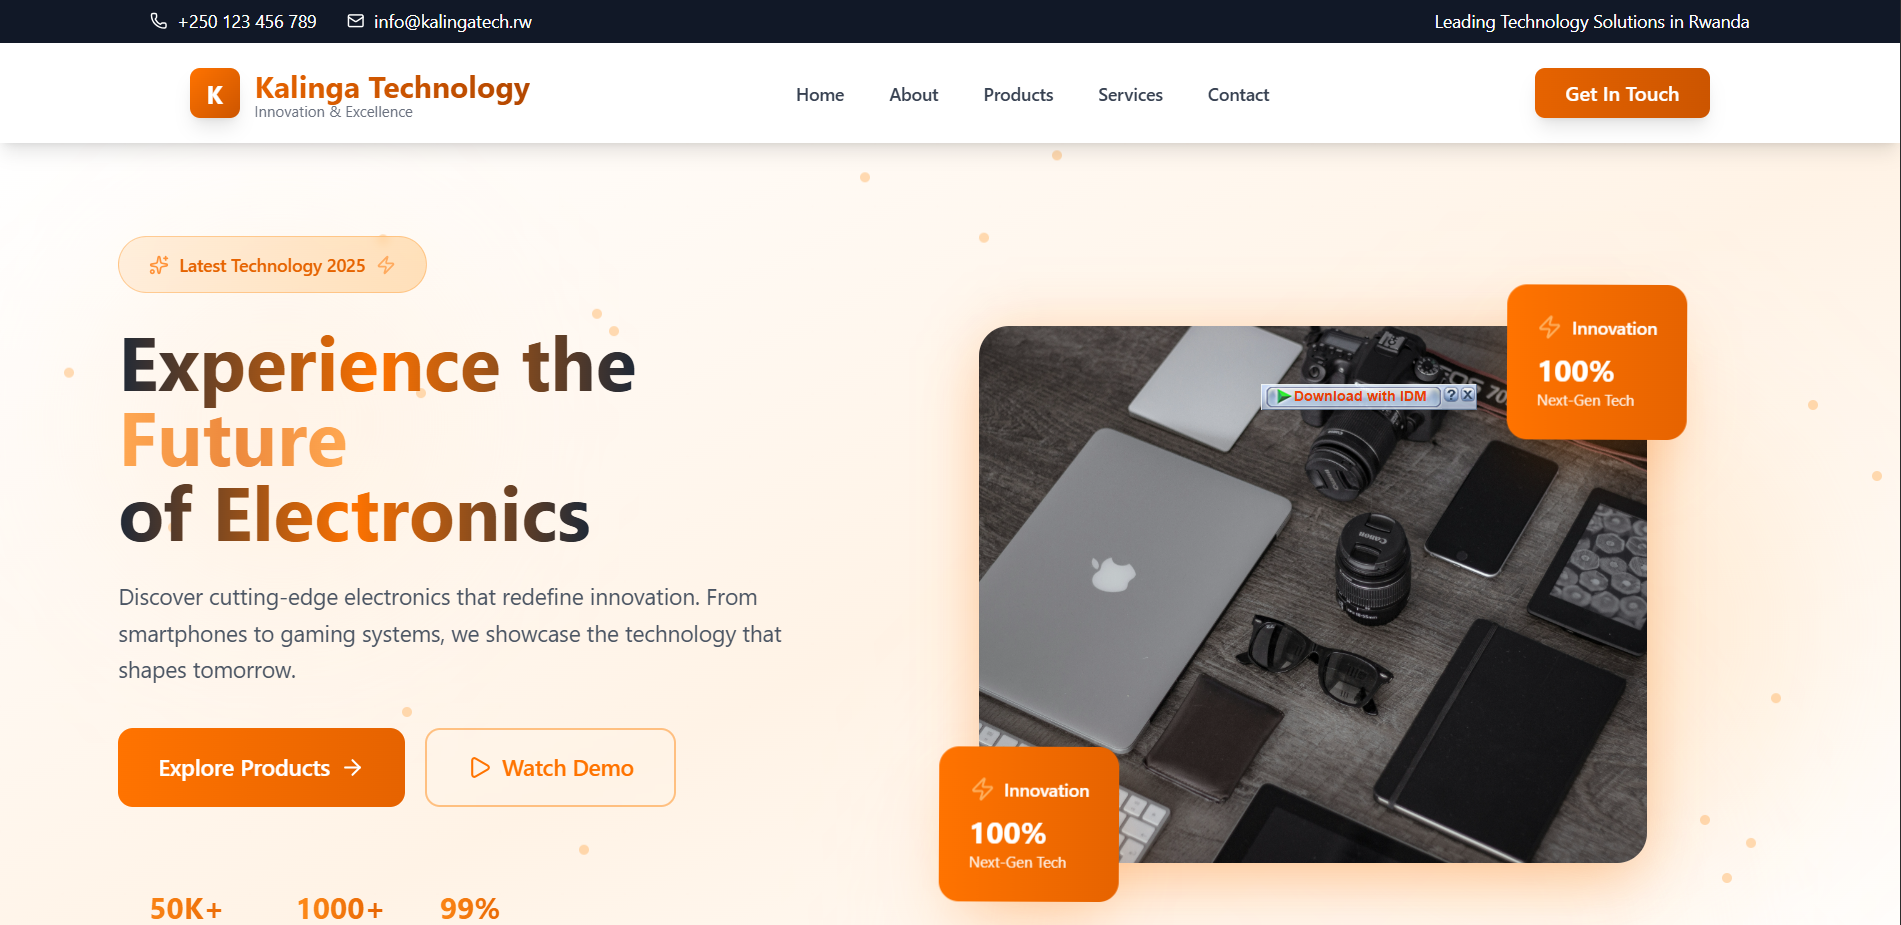 +250 123 456 789
info@kalingatech.rw
Leading Technology Solutions in Rwanda
K
Kalinga Technology
Innovation & Excellence
Home
About
Products
Services
Contact
Get In Touch
Latest Technology 2025
Experience the
Future
of Electronics
Discover cutting-edge electronics that redefine innovation. From
smartphones to gaming systems, we showcase the technology that
shapes tomorrow.
Explore Products
Watch Demo
50K+
1000+
99%
Innovation
100%
Next-Gen Tech
Download with IDM
?
EOS 70
Canon
Innovation
100%
Next-Gen Tech